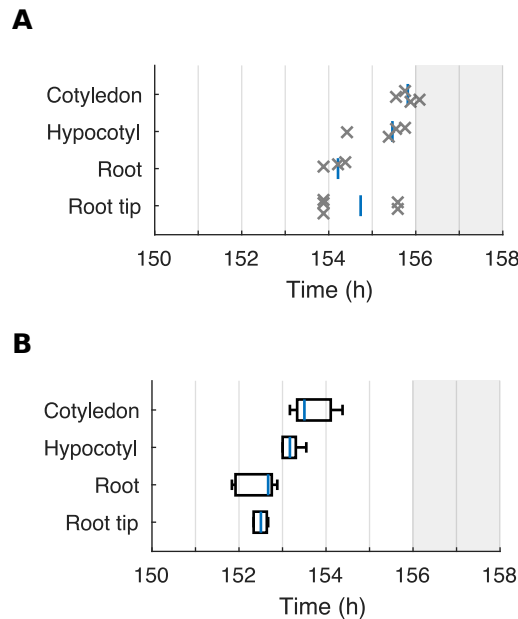 A
Cotyledon
Hypocotyl
Root
Root tip
150 152 154 156 158
Time (h)
B
Cotyledon
Hypocotyl
Root
Root tip
150 152 154 156 158
Time (h)